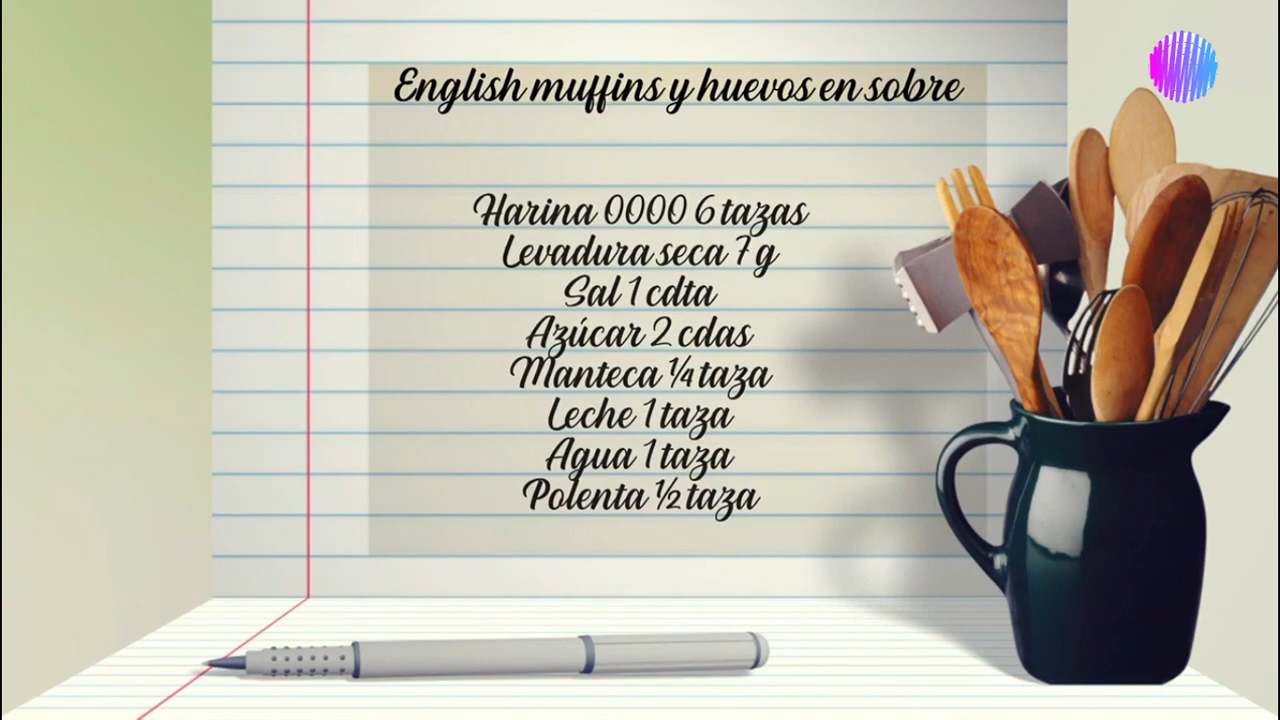 English muffins y huevos en sobre
Harina 0000 6 tazas
Levadura seca 7 g
Sal 1 cdta
Azúcar 2 cdas
Manteca ¼ taza
Leche 1 taza
Agua 1 taza
Polenta ½ taza